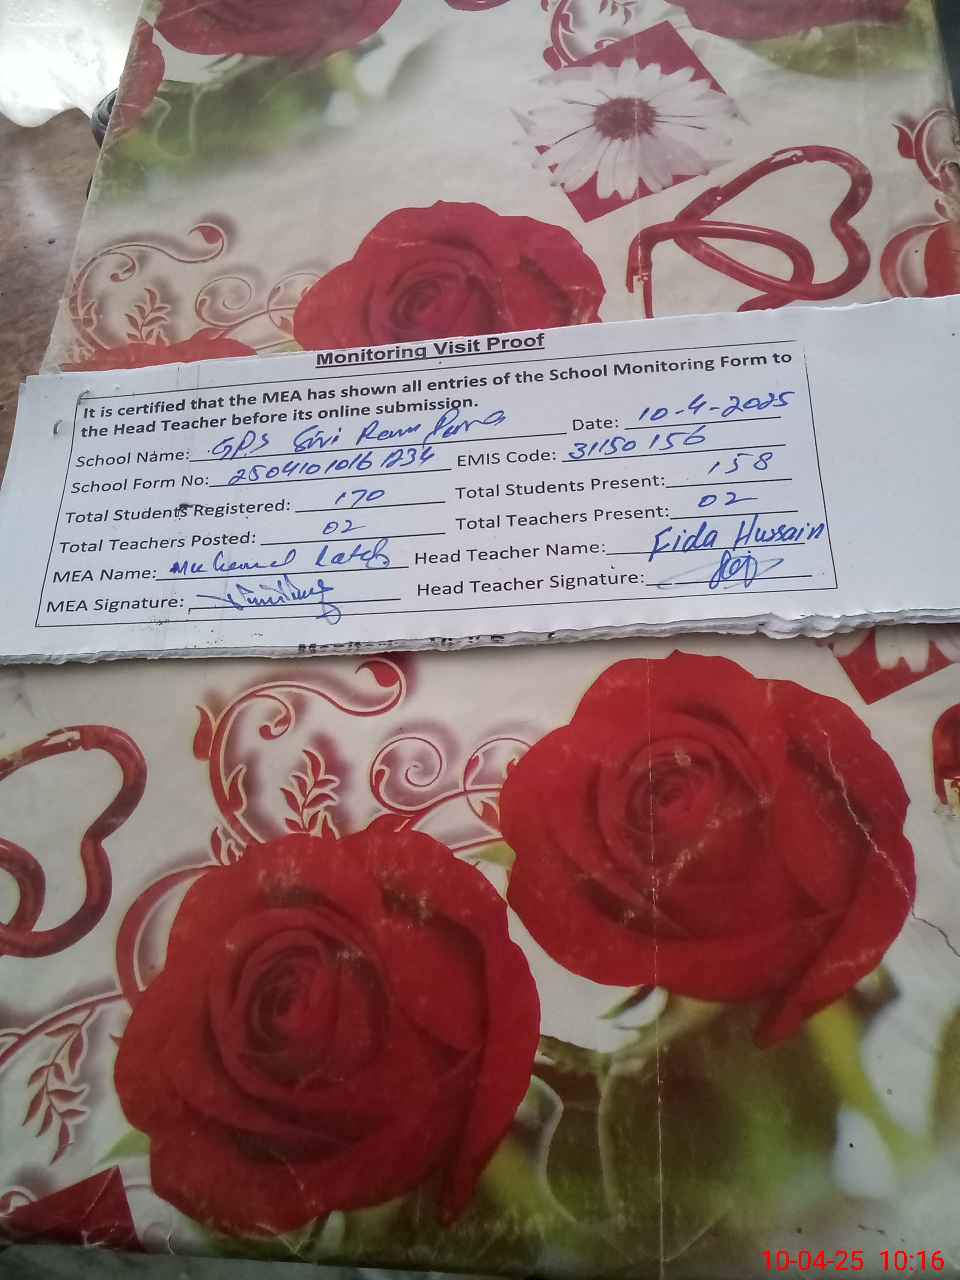 Monitoring Visit Proof
It is certified that the MEA has shown all entries of the School Monitoring Form to
the Head Teacher before its online submission.
School Name: GPS Date: 10-4-2025
School Form No: EMIS Code: 31150156
Total Students Registered: 170 Total Students Present: 158
Total Teachers Posted: 02 Total Teachers Present: 02
MEA Name: Head Teacher Name: Fida Hussain
MEA Signature: Head Teacher Signature:
10-04-25 10:16